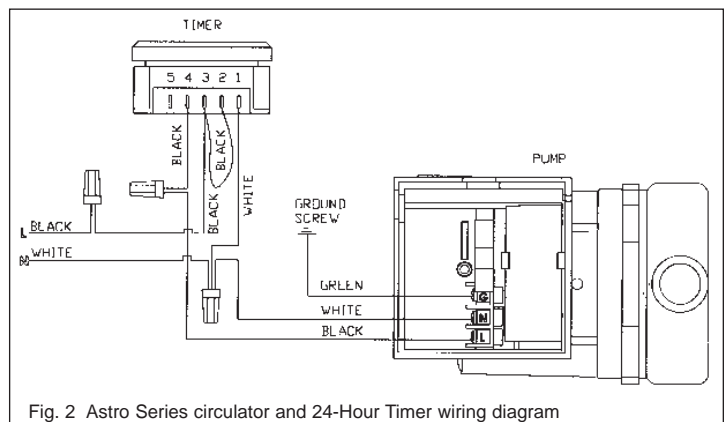 TIMER
5 4 3 2 1
BLACK
BLACK
BLACK
WHITE
PUMP
GROUND
SCREW
L BLACK
N WHITE
GREEN
G
WHITE
N
BLACK
L
Fig. 2 Astro Series circulator and 24-Hour Timer wiring diagram